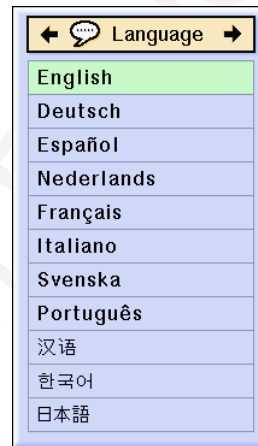 Language
English
Deutsch
Español
Nederlands
Français
Italiano
Svenska
Português
汉语
한국어
日本語